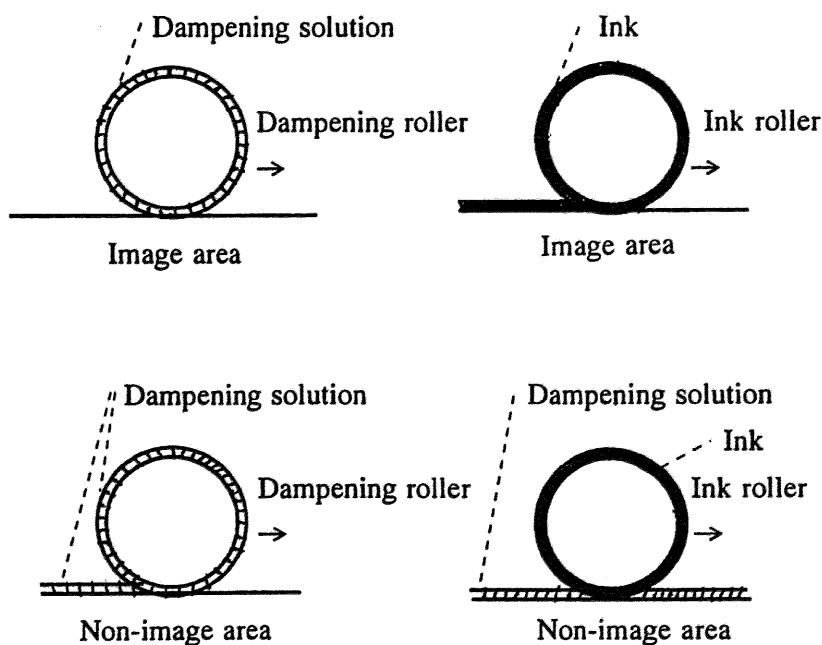 Dampening solution
Ink
Dampening roller
Ink roller
Image area
Image area
Dampening solution
Dampening solution
Ink
Dampening roller
Ink roller
Non-image area
Non-image area